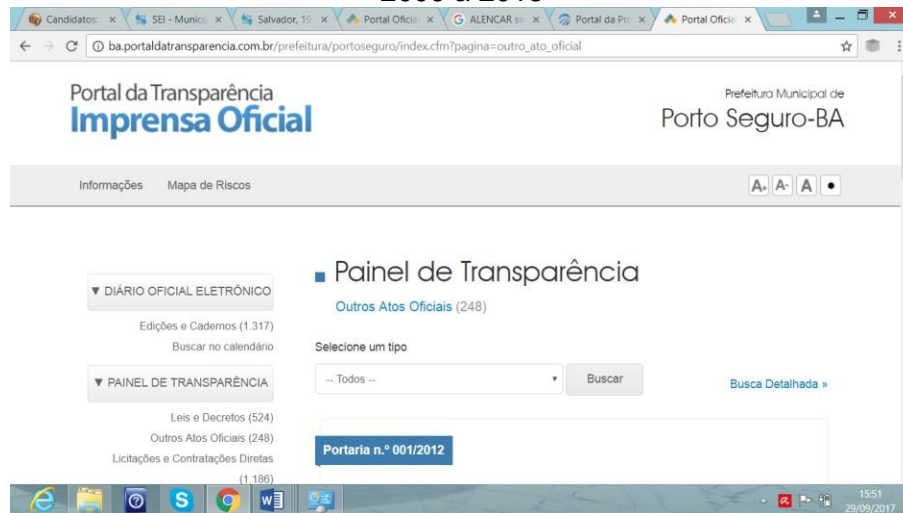 Candidatos:
SEI - Municíp
Salvador, 19
Portal Oficia
ALENCAR s
Portal da Pr
Portal Oficia
ba.portaldatransparencia.com.br/prefeitura/portoseguro/index.cfm?pagina=outro_ato_oficial
Portal da Transparência
Imprensa Oficial
Prefeitura Municipal de
Porto Seguro-BA
Informações Mapa de Riscos
A+ A- A
▼ DIÁRIO OFICIAL ELETRÔNICO
Edições e Cadernos (1.317)
Buscar no calendário
▼ PAINEL DE TRANSPARÊNCIA
Leis e Decretos (524)
Outros Atos Oficiais (248)
Licitações e Contratações Diretas
(1.186)
Painel de Transparência
Outros Atos Oficiais (248)
Selecione um tipo
-- Todos --
Buscar
Busca Detalhada »
Portaria n.º 001/2012
15:51
29/09/2017